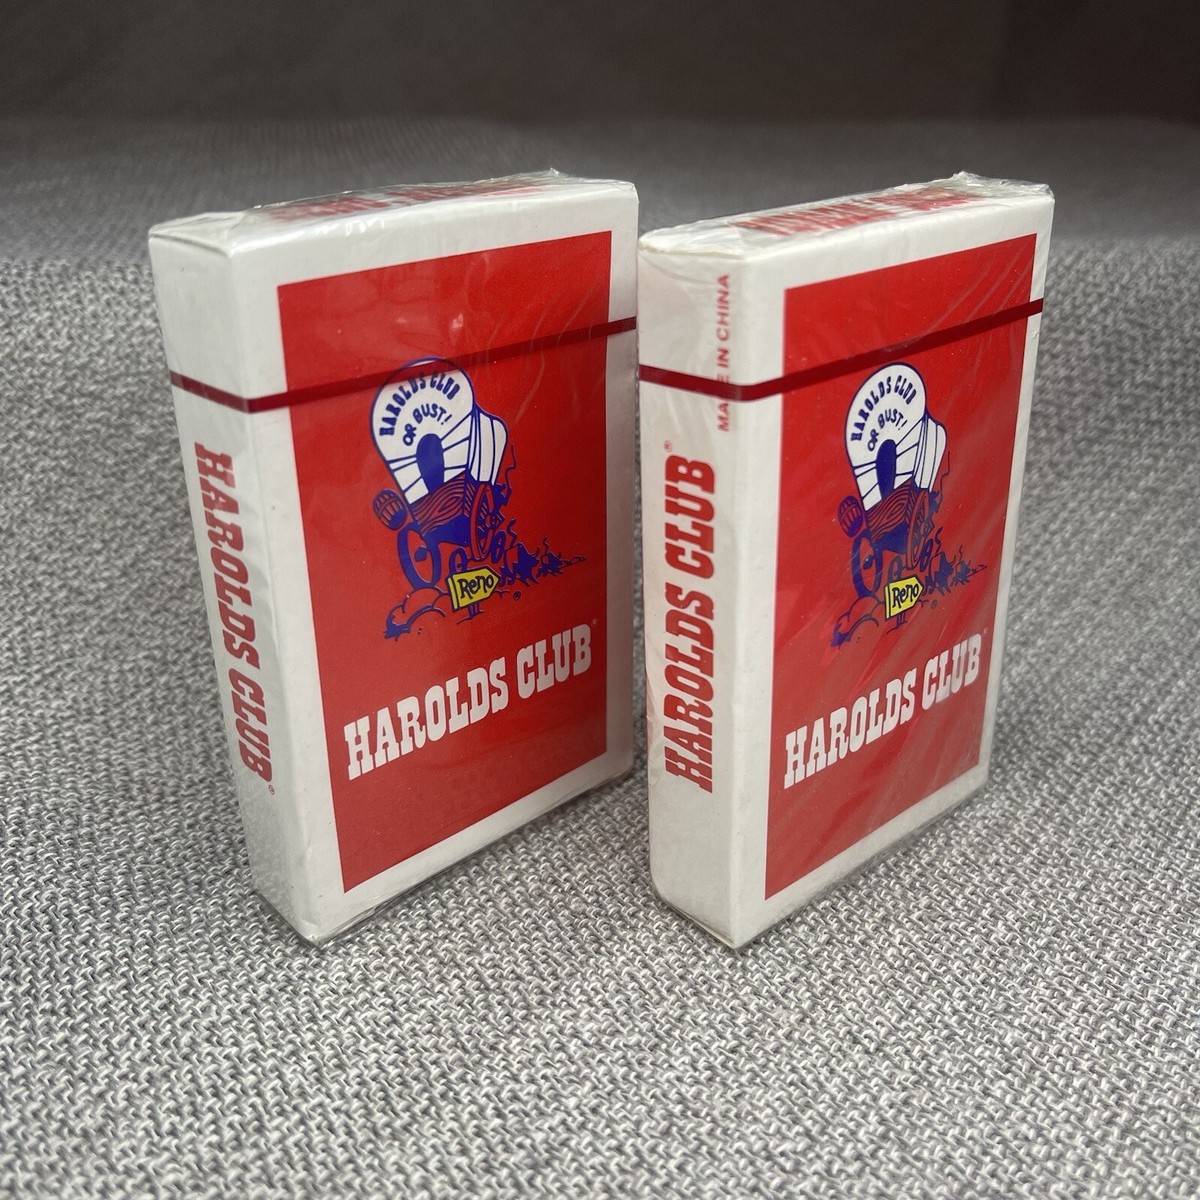 HAROLDS CLUB
OR BUST!
Reno
®
HAROLDS CLUB®
HAROLDS CLUB®
MADE IN CHINA
HAROLDS CLUB®
HAROLDS CLUB
OR BUST!
Reno
®
HAROLDS CLUB®